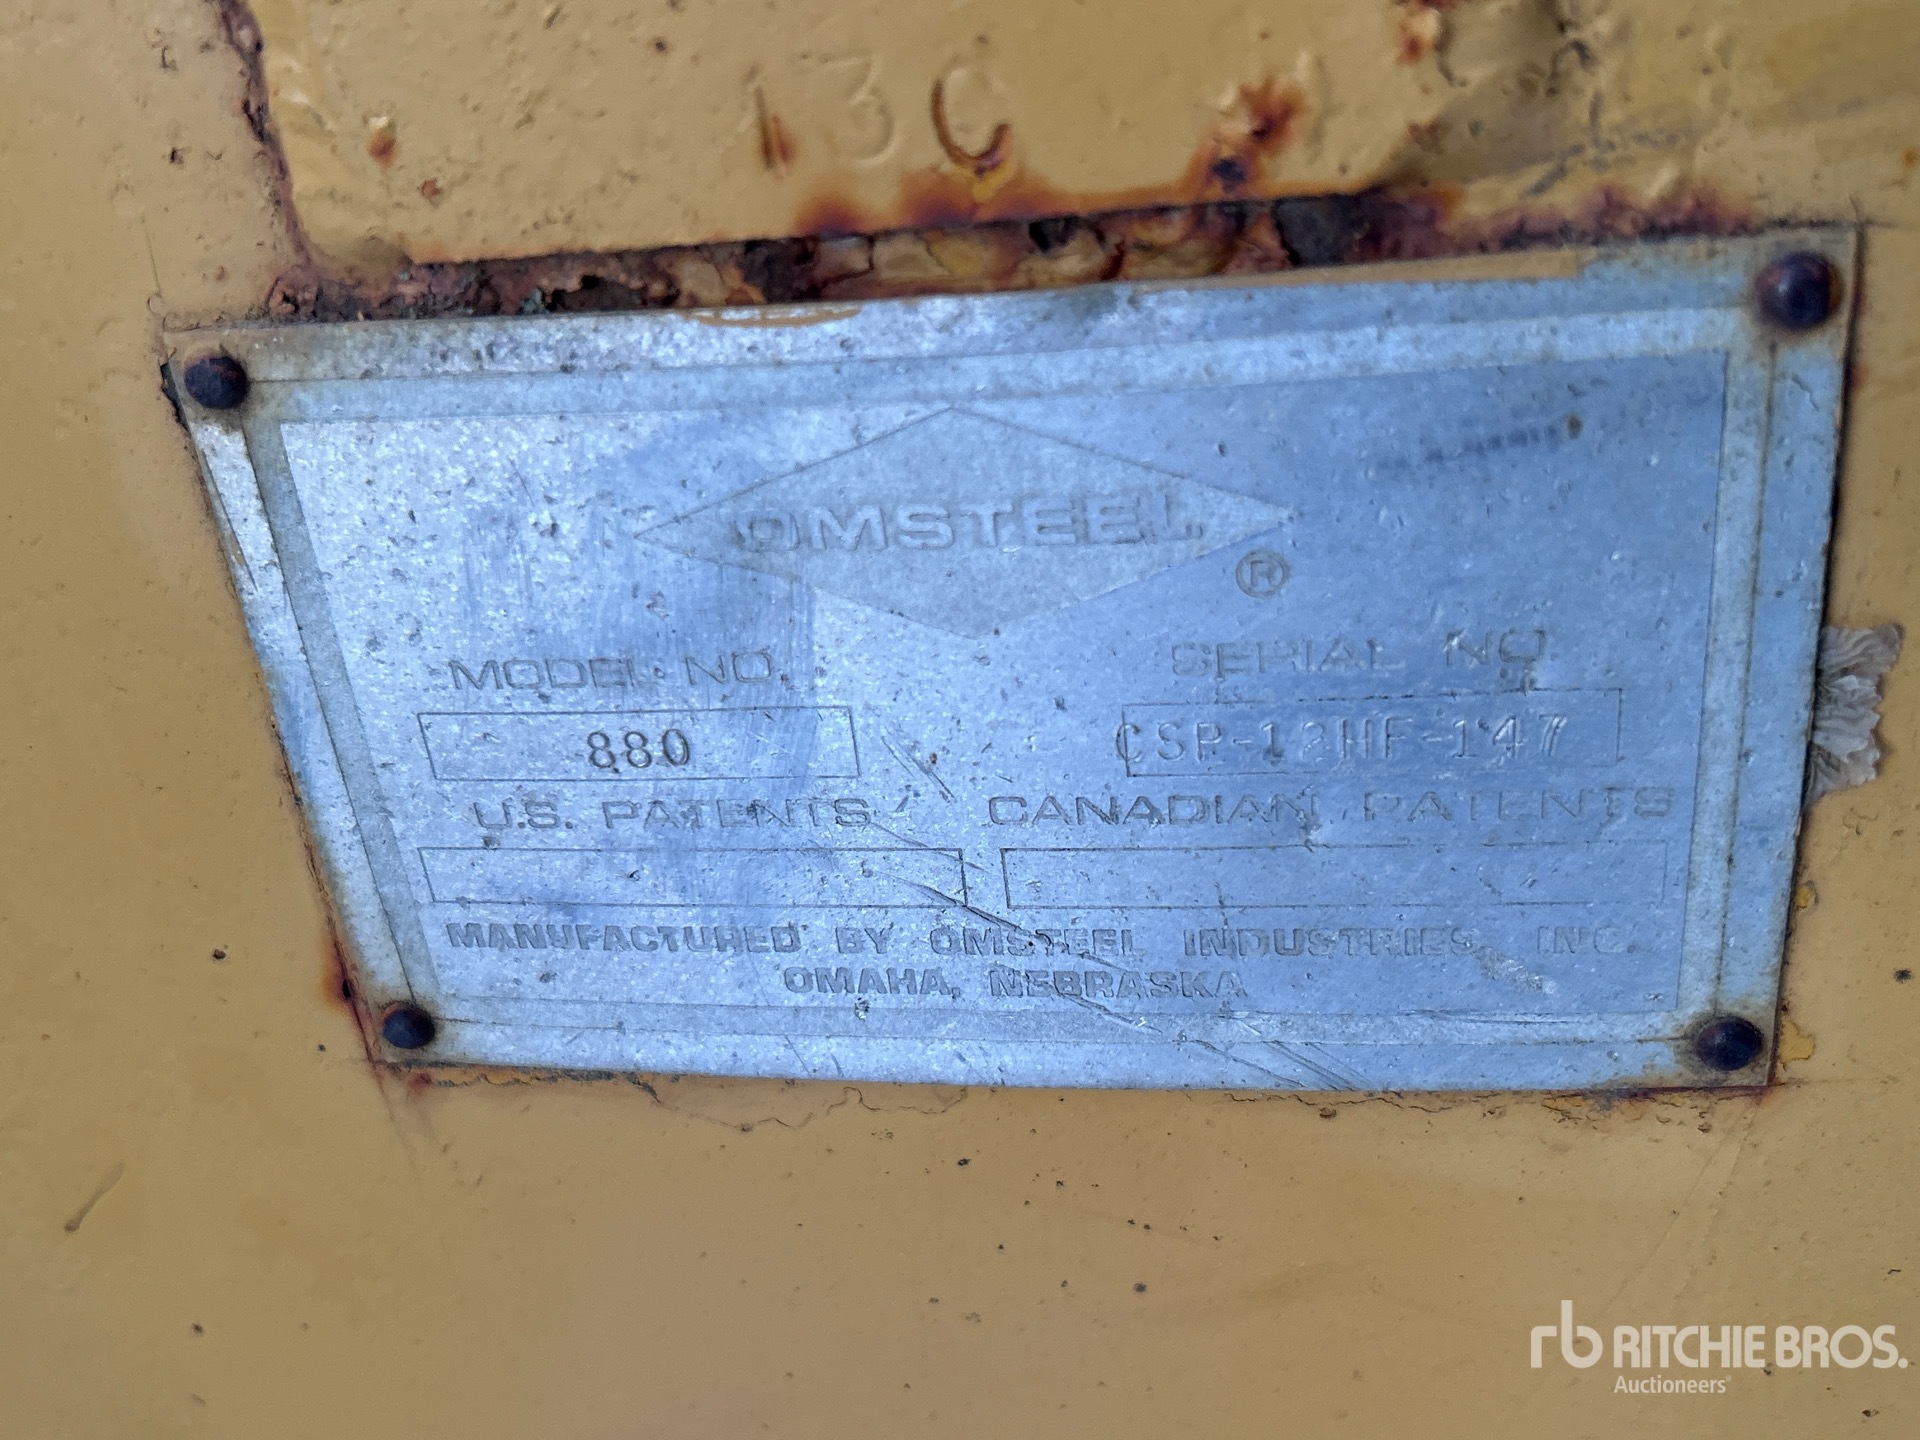 13C
OMSTEEL
®
MODEL NO. SERIAL NO.
880 CSP-12HF-147
U.S. PATENTS CANADIAN PATENTS
MANUFACTURED BY OMSTEEL INDUSTRIES, INC.
OMAHA, NEBRASKA
rb RITCHIE BROS.
Auctioneers